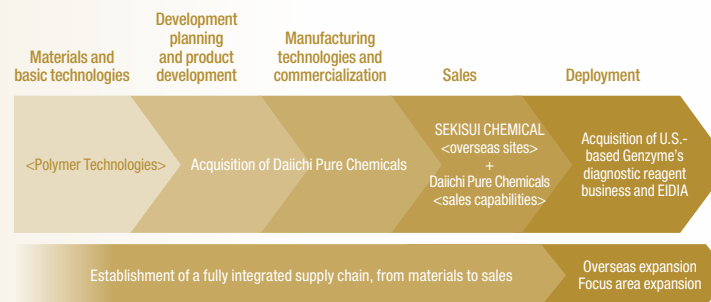 Materials and
basic technologies
Development
planning
and product
development
Manufacturing
technologies and
commercialization
Sales
Deployment
<Polymer Technologies>
Acquisition of Daiichi Pure Chemicals
SEKISUI CHEMICAL
<overseas sites>
+
Daiichi Pure Chemicals
<sales capabilities>
Acquisition of U.S.-
based Genzyme's
diagnostic reagent
business and EIDIA
Establishment of a fully integrated supply chain, from materials to sales
Overseas expansion
Focus area expansion